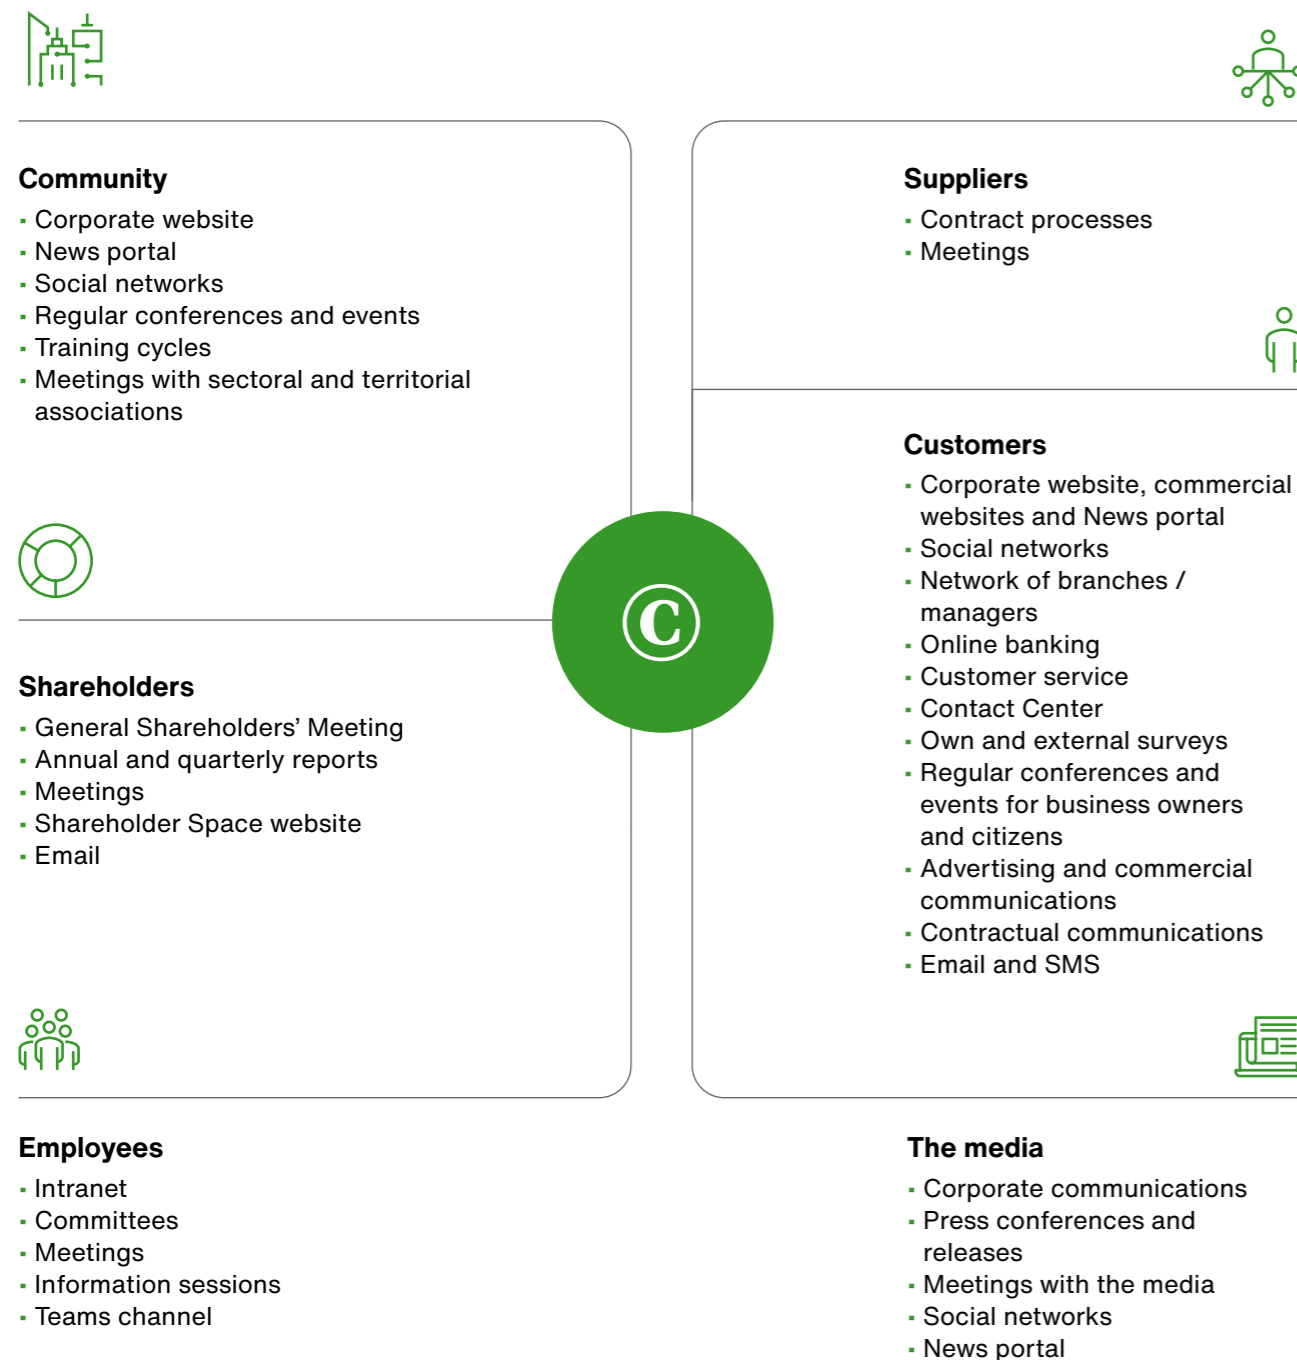 Community
▪ Corporate website
▪ News portal
▪ Social networks
▪ Regular conferences and events
▪ Training cycles
▪ Meetings with sectoral and territorial
associations
Shareholders
▪ General Shareholders’ Meeting
▪ Annual and quarterly reports
▪ Meetings
▪ Shareholder Space website
▪ Email
Employees
▪ Intranet
▪ Committees
▪ Meetings
▪ Information sessions
▪ Teams channel
©
Suppliers
▪ Contract processes
▪ Meetings
Customers
▪ Corporate website, commercial
websites and News portal
▪ Social networks
▪ Network of branches /
managers
▪ Online banking
▪ Customer service
▪ Contact Center
▪ Own and external surveys
▪ Regular conferences and
events for business owners
and citizens
▪ Advertising and commercial
communications
▪ Contractual communications
▪ Email and SMS
The media
▪ Corporate communications
▪ Press conferences and
releases
▪ Meetings with the media
▪ Social networks
▪ News portal